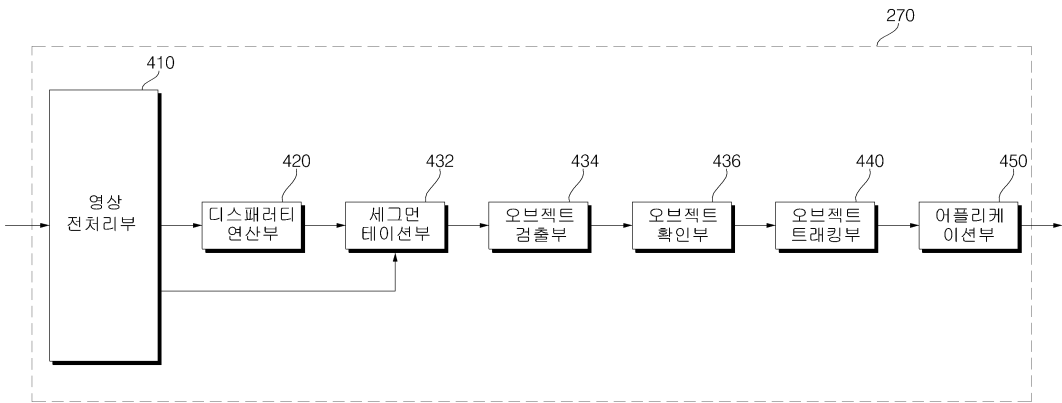 270
410
영상
전처리부
420
디스패러티
연산부
432
세그먼
테이션부
434
오브젝트
검출부
436
오브젝트
확인부
440
오브젝트
트래킹부
450
어플리케
이션부